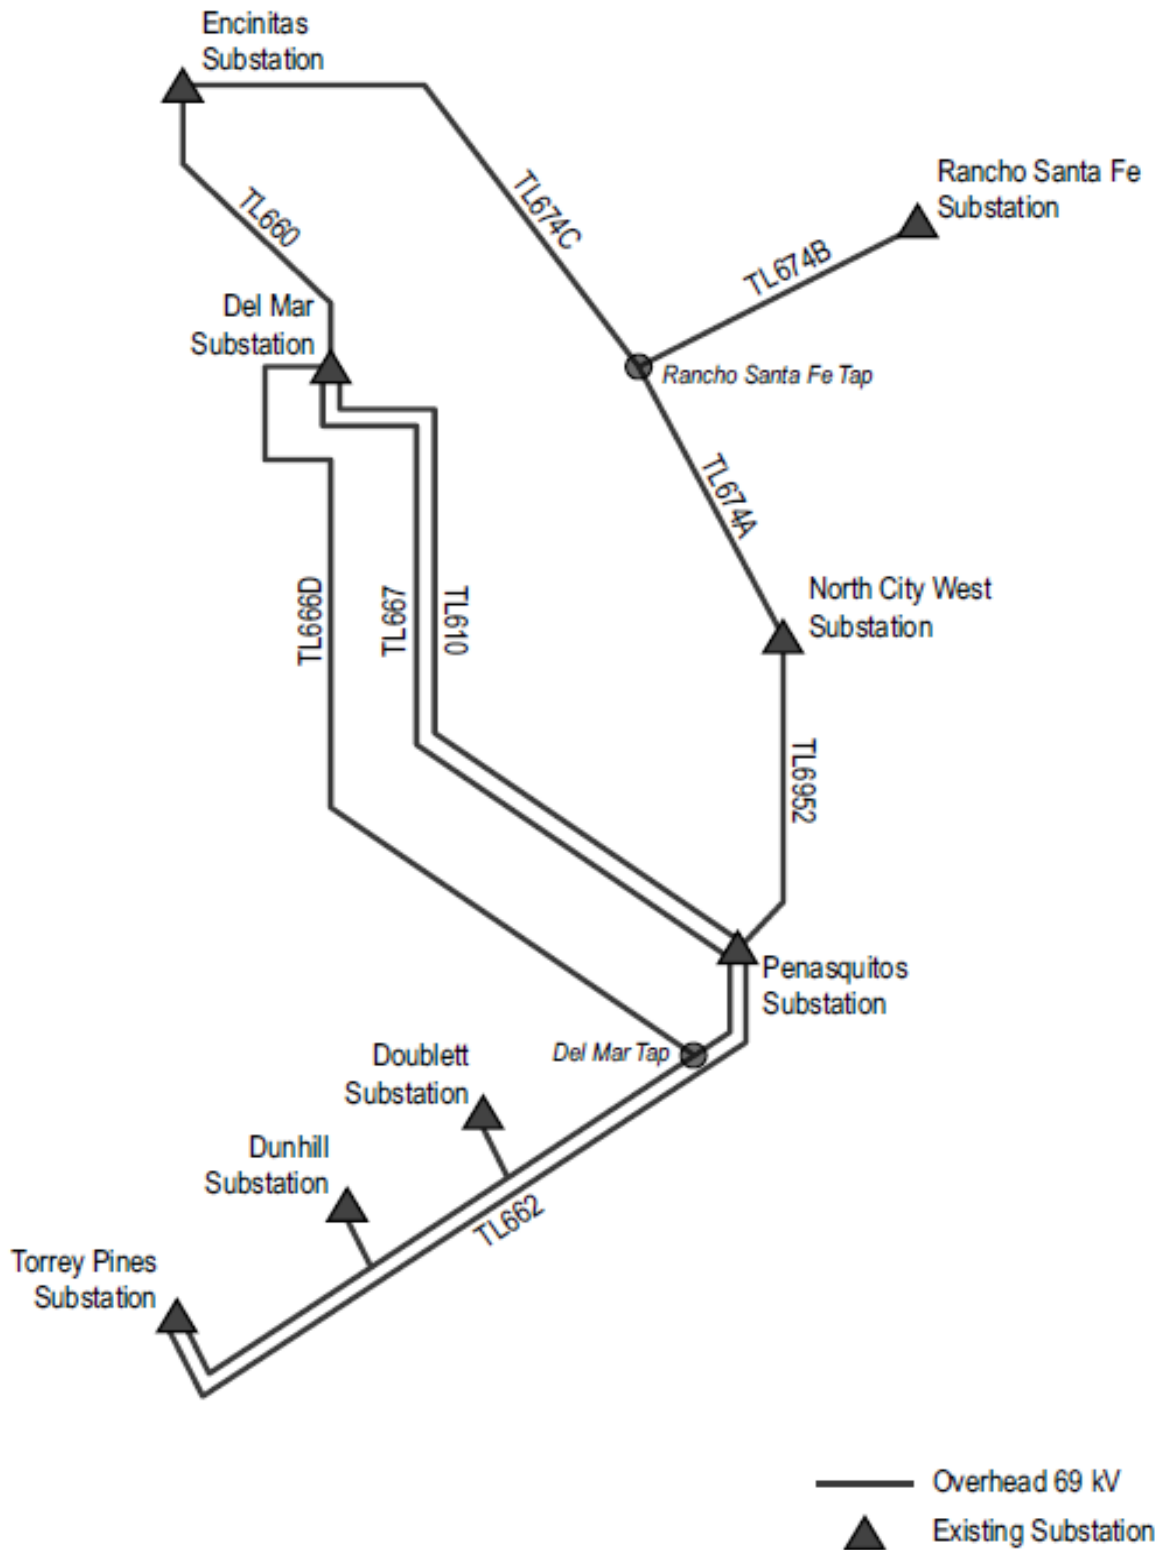 Encinitas
Substation
Rancho Santa Fe
Substation
TL674C
TL660
TL674B
Del Mar
Substation
Rancho Santa Fe Tap
TL674A
TL666D
TL667
TL610
North City West
Substation
TL6952
Penasquitos
Substation
Del Mar Tap
Doublett
Substation
Dunhill
Substation
TL662
Torrey Pines
Substation
Overhead 69 kV
Existing Substation